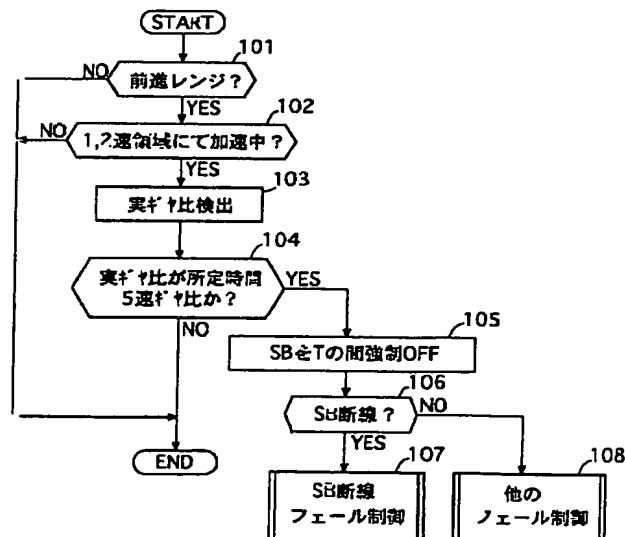 START
101
前進レンジ?
NO
YES
102
1,2速領域にて加速中?
NO
YES
103
実ギヤ比検出
104
実ギヤ比が所定時間
5速ギヤ比か?
YES
NO
105
SBをTの間強制OFF
106
SB断線?
NO
YES
END
107
SB断線
フェール制御
108
他の
フェール制御